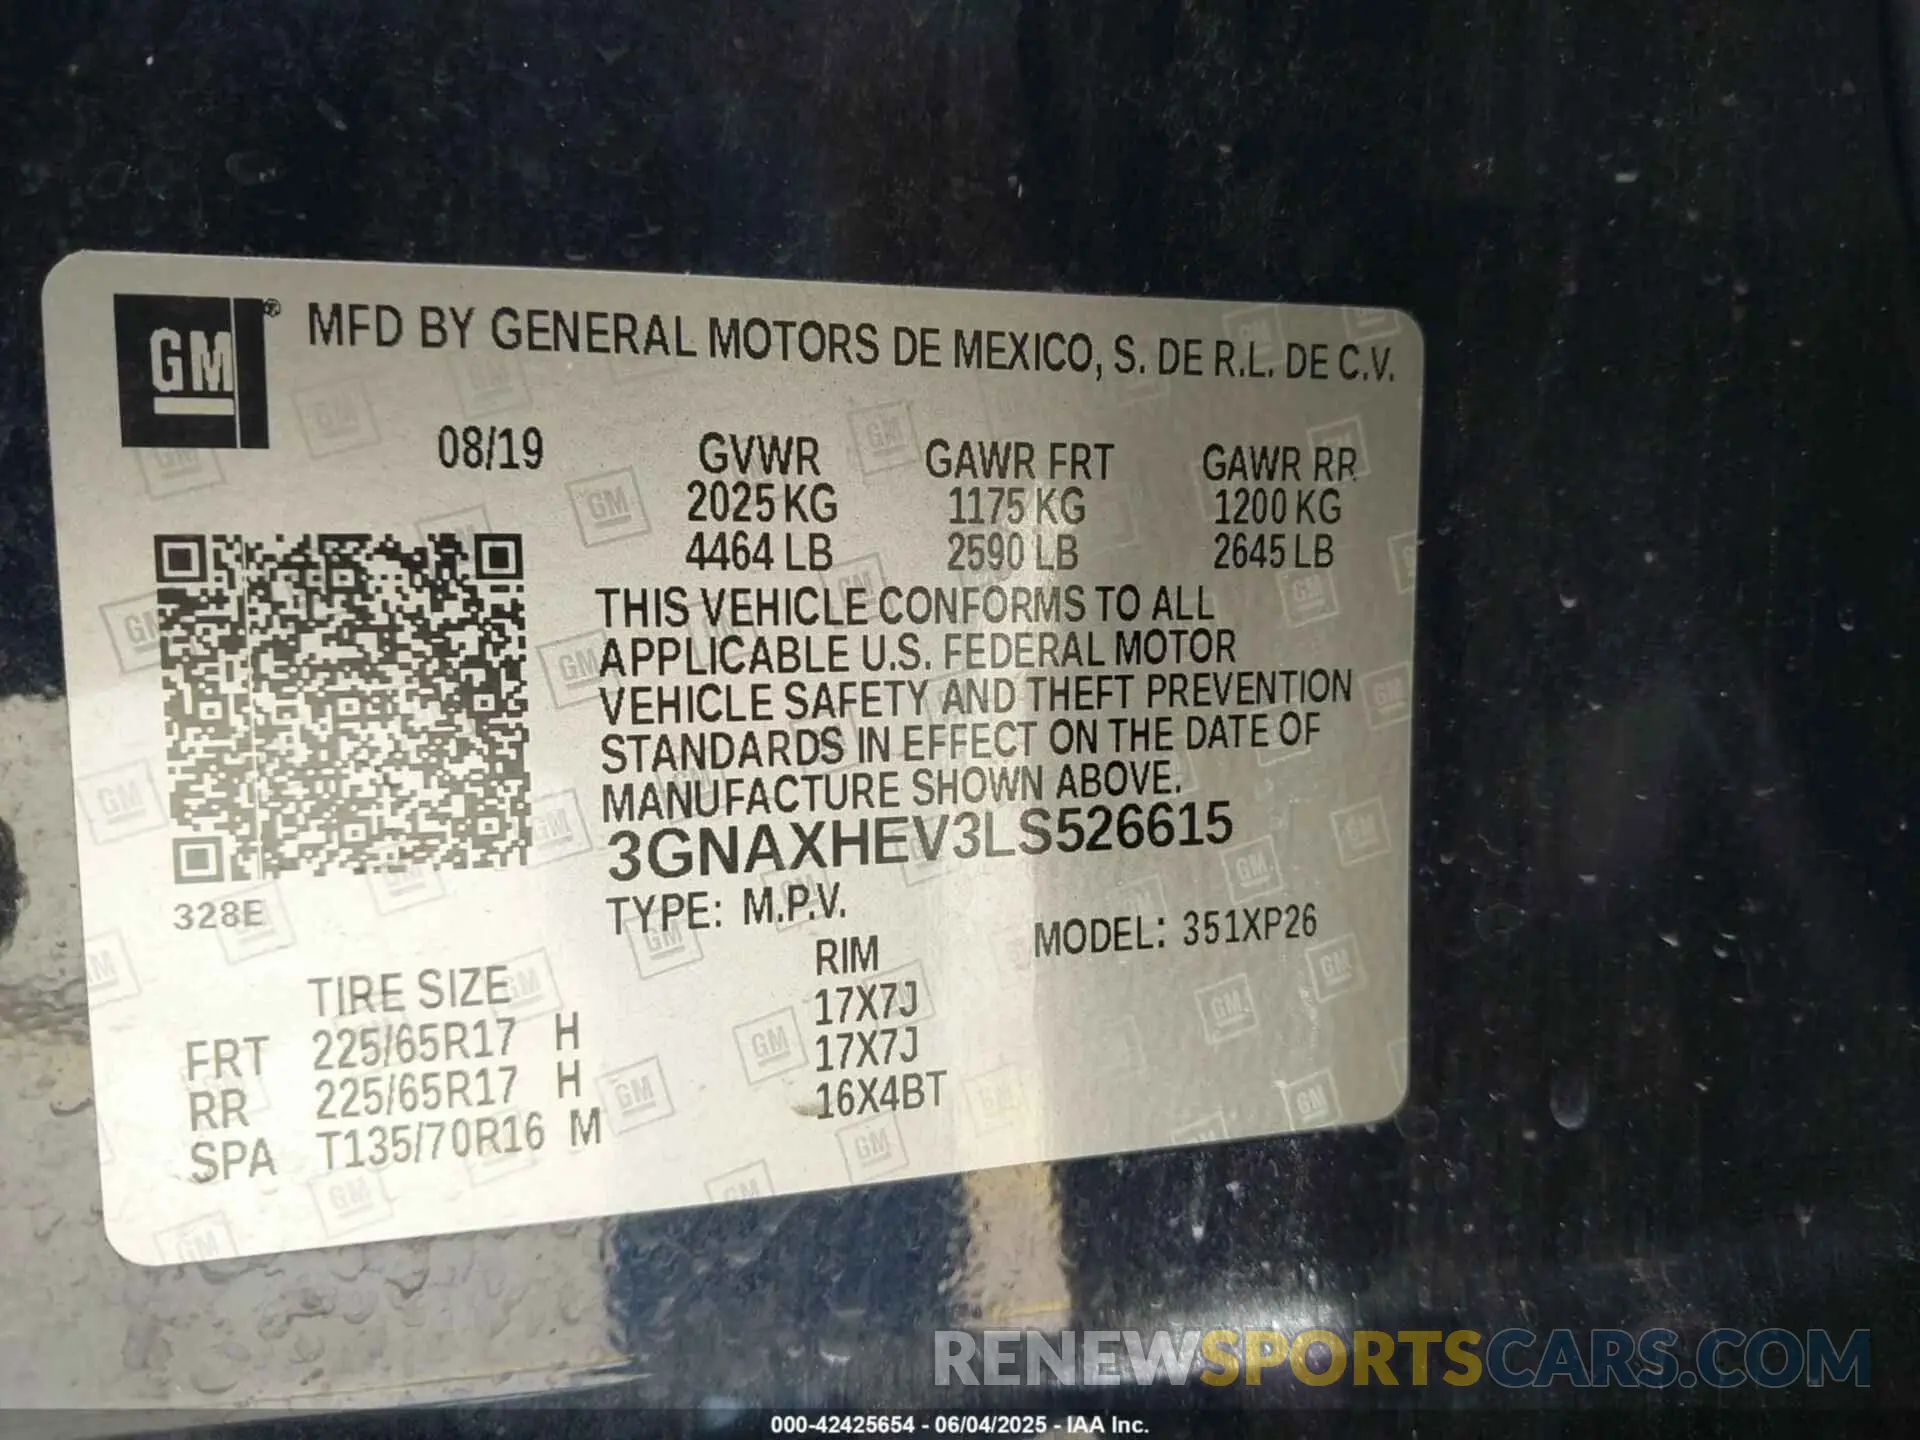 GM ® MFD BY GENERAL MOTORS DE MEXICO, S. DE R.L. DE C.V.
08/19 GVWR GAWR FRT GAWR RR
2025 KG 1175 KG 1200 KG
4464 LB 2590 LB 2645 LB
THIS VEHICLE CONFORMS TO ALL
APPLICABLE U.S. FEDERAL MOTOR
VEHICLE SAFETY AND THEFT PREVENTION
STANDARDS IN EFFECT ON THE DATE OF
MANUFACTURE SHOWN ABOVE.
3GNAXHEV3LS526615
328E TYPE: M.P.V. MODEL: 351XP26
TIRE SIZE RIM
FRT 225/65R17 H 17X7J
RR 225/65R17 H 17X7J
SPA T135/70R16 M 16X4BT
RENEWSPORTSCARS.COM
000-42425654 - 06/04/2025 - IAA Inc.